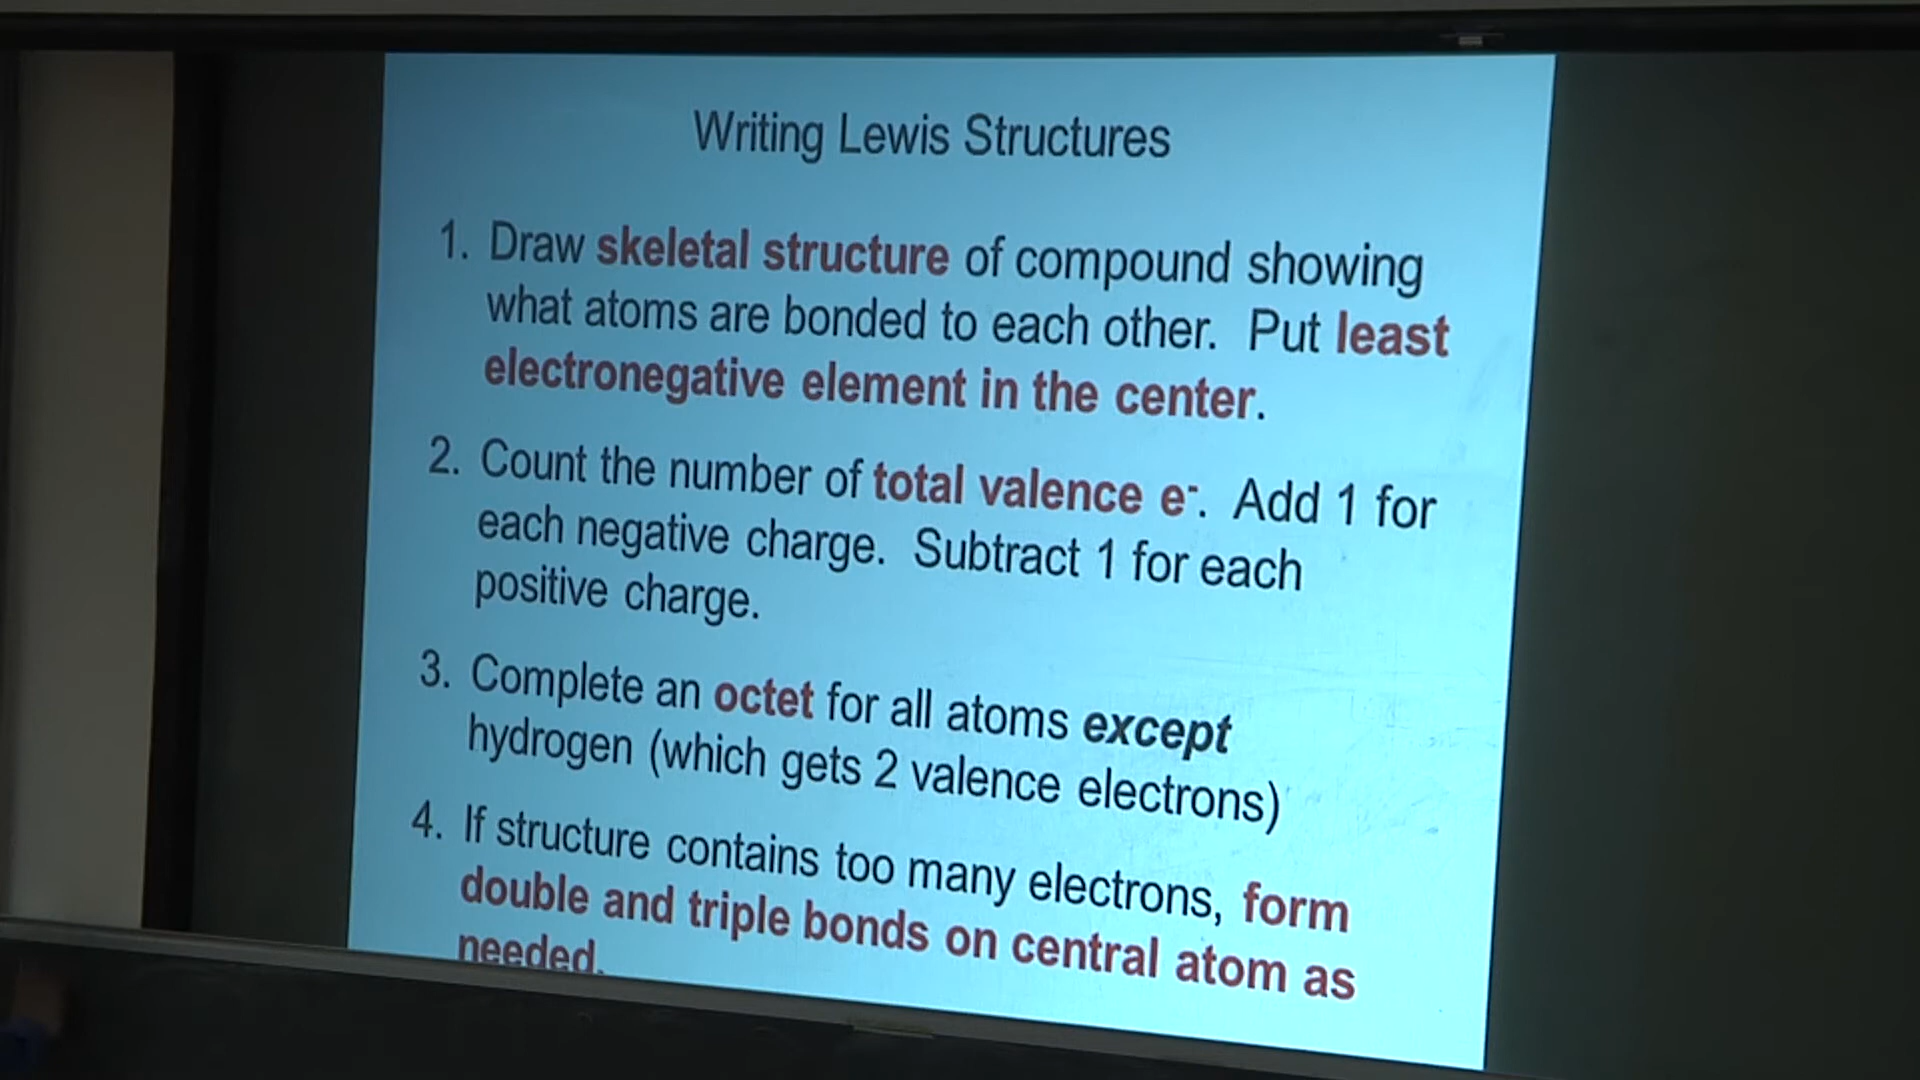 Writing Lewis Structures
1. Draw skeletal structure of compound showing
what atoms are bonded to each other. Put least
electronegative element in the center.
2. Count the number of total valence e⁻. Add 1 for
each negative charge. Subtract 1 for each
positive charge.
3. Complete an octet for all atoms except
hydrogen (which gets 2 valence electrons)
4. If structure contains too many electrons, form
double and triple bonds on central atom as
needed.